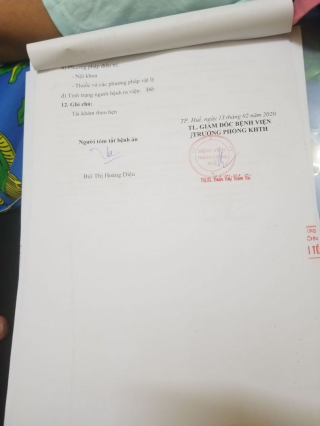 - Nội khoa
- Thuốc và các phương pháp vật lý
đ) Tình trạng người bệnh ra viện:
12. Ghi chú:
Tái khám theo hẹn
TP. Huế, ngày 13 tháng 02 năm 2020
Người tóm tắt bệnh án
TL. GIÁM ĐỐC BỆNH VIỆN
/TRƯỞNG PHÒNG KHTH
Bùi Thị Hoàng Diệu